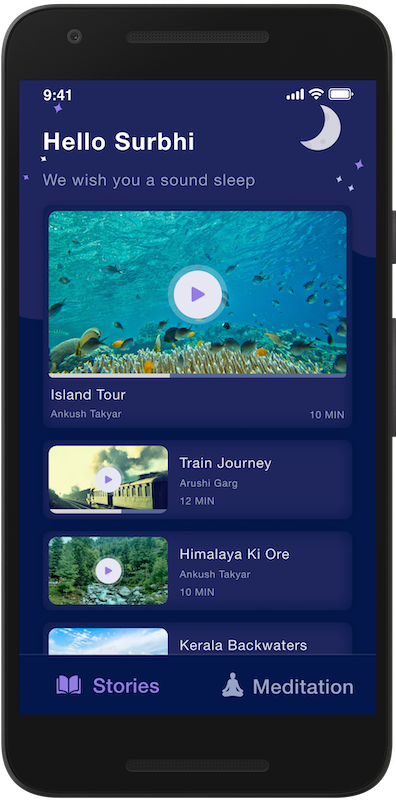 9:41
Hello Surbhi
We wish you a sound sleep
Island Tour
Ankush Takyar
10 MIN
Train Journey
Arushi Garg
12 MIN
Himalaya Ki Ore
Ankush Takyar
10 MIN
Kerala Backwaters
Stories
Meditation